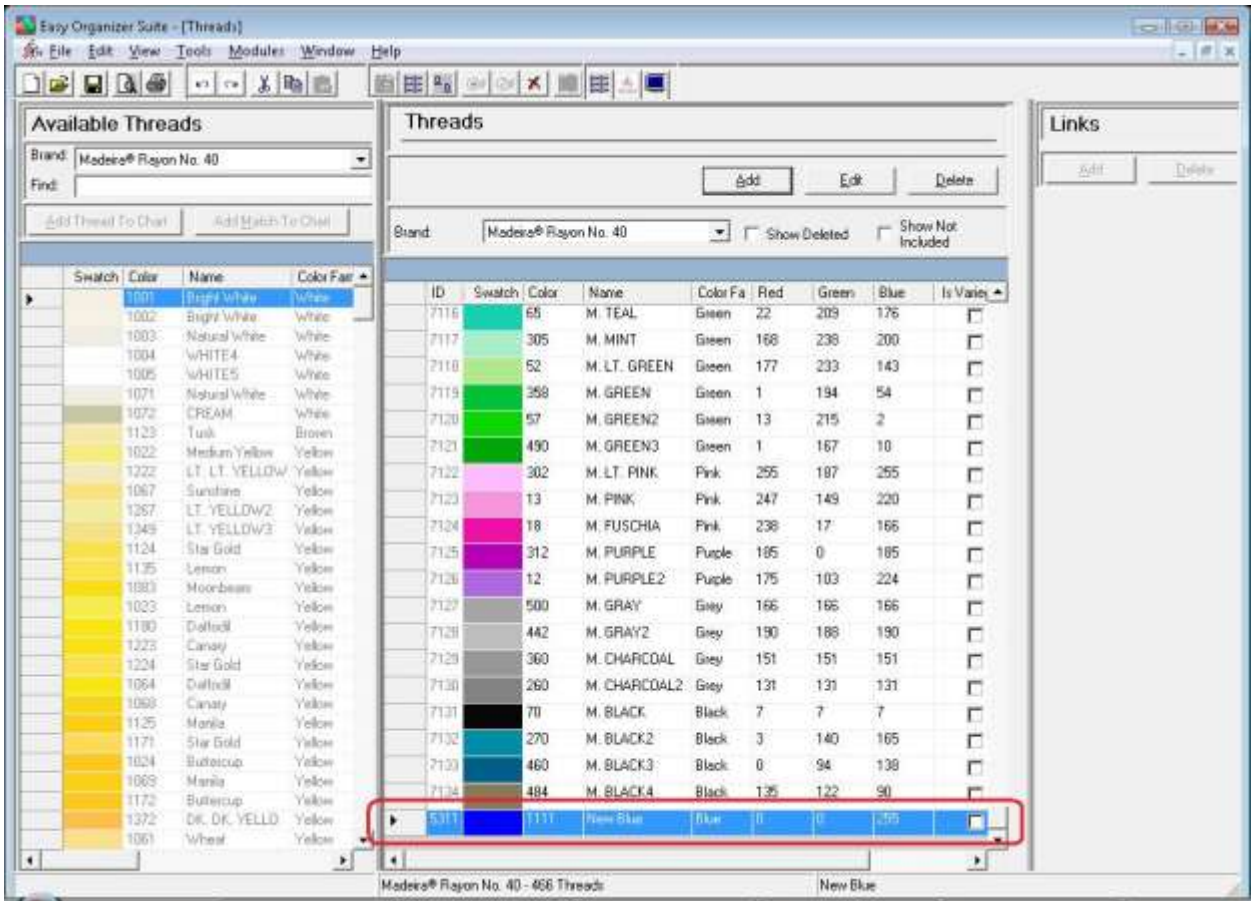 Easy Organizer Suite - [Threads]
File Edit View Tools Modules Window Help
Available Threads
Brand: Madeira® Rayon No. 40
Find:
Add Thread To Chart Add Match To Chart
Swatch Color Name Color Fam
1001 Bright White White
1002 Bright White White
1003 Natural White White
1004 WHITE4 White
1005 WHITE5 White
1071 Natural White White
1072 CREAM White
1123 Tusk Brown
1022 Medium Yellow Yellow
1222 LT. LT. YELLOW Yellow
1067 Sunshine Yellow
1267 LT. YELLOW2 Yellow
1349 LT. YELLOW3 Yellow
1124 Star Gold Yellow
1135 Lemon Yellow
1083 Moonbeam Yellow
1023 Lemon Yellow
1180 Daffodil Yellow
1223 Canary Yellow
1224 Star Gold Yellow
1064 Daffodil Yellow
1068 Canary Yellow
1125 Manila Yellow
1171 Star Gold Yellow
1024 Buttercup Yellow
1069 Manila Yellow
1172 Buttercup Yellow
1372 DK. DK. YELLO Yellow
1061 Wheat Yellow
Threads
Add Edit Delete
Brand: Madeira® Rayon No. 40 Show Deleted Show Not Included
ID Swatch Color Name Color Fa Red Green Blue Is Varieg
7116 65 M. TEAL Green 22 209 176
7117 305 M. MINT Green 168 238 200
7118 52 M. LT. GREEN Green 177 233 143
7119 358 M. GREEN Green 1 194 54
7120 57 M. GREEN2 Green 13 215 2
7121 490 M. GREEN3 Green 1 167 10
7122 302 M. LT. PINK Pink 255 187 255
7123 13 M. PINK Pink 247 149 220
7124 18 M. FUSCHIA Pink 238 17 166
7125 312 M. PURPLE Purple 185 0 185
7126 12 M. PURPLE2 Purple 175 103 224
7127 500 M. GRAY Grey 166 166 166
7128 442 M. GRAY2 Grey 190 188 190
7129 360 M. CHARCOAL Grey 151 151 151
7130 260 M. CHARCOAL2 Grey 131 131 131
7131 70 M. BLACK Black 7 7 7
7132 270 M. BLACK2 Black 3 140 165
7133 460 M. BLACK3 Black 0 94 138
7134 484 M. BLACK4 Black 135 122 90
5311 1111 New Blue Blue 0 0 255
Links
Add Delete
Madeira® Rayon No. 40 - 466 Threads New Blue